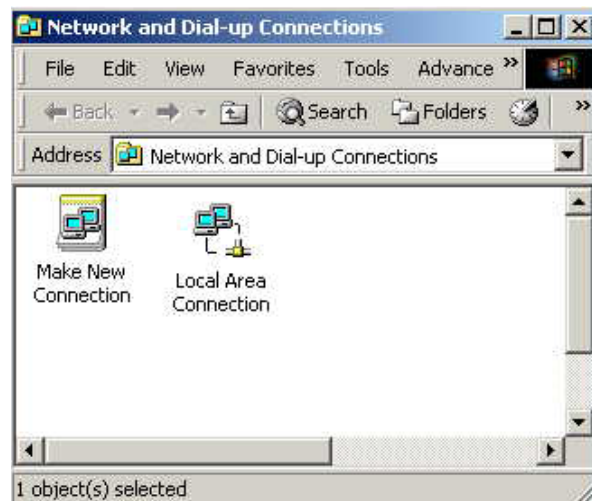 Network and Dial-up Connections
File Edit View Favorites Tools Advance »
Back Search Folders »
Address Network and Dial-up Connections
Make New
Connection
Local Area
Connection
1 object(s) selected